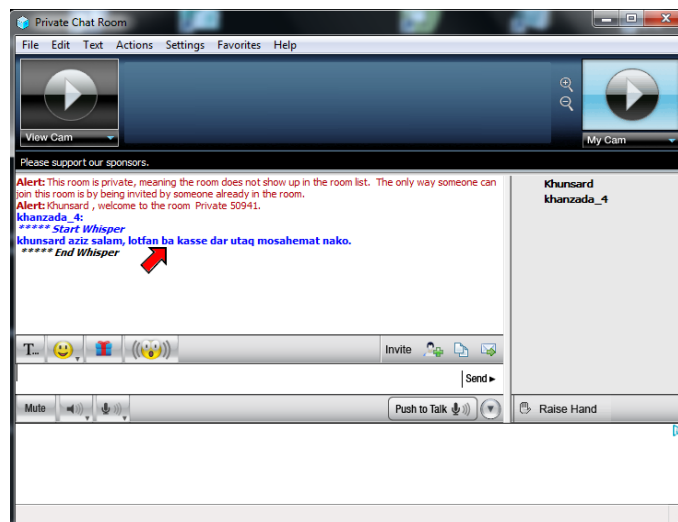 Private Chat Room
File Edit Text Actions Settings Favorites Help
View Cam
My Cam
Please support our sponsors.
Alert: This room is private, meaning the room does not show up in the room list. The only way someone can
join this room is by being invited by someone already in the room.
Alert: Khunsard , welcome to the room Private 50941.
khanzada_4:
***** Start Whisper
khunsard aziz salam, lotfan ba kasse dar utaq mosahemat nako.
***** End Whisper
Khunsard
khanzada_4
T... Invite
Send
Mute Push to Talk Raise Hand